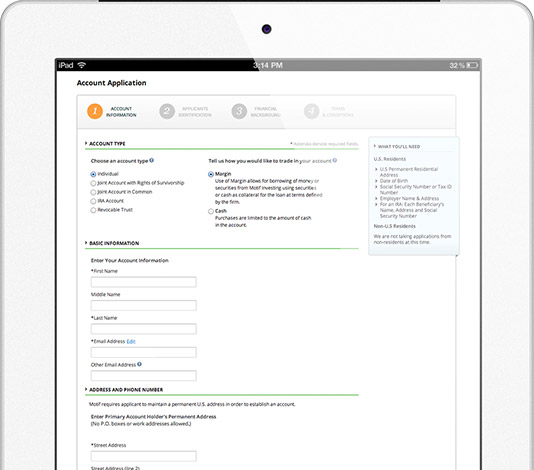 iPad
3:14 PM
32 %
Account Application
1
ACCOUNT
INFORMATION
2
APPLICANTS
IDENTIFICATION
3
FINANCIAL
BACKGROUND
4
TERMS
& CONDITIONS
ACCOUNT TYPE
* Asterisks denote required fields.
Choose an account type
Individual
Joint Account with Rights of Survivorship
Joint Account in Common
IRA Account
Revocable Trust
Tell us how you would like to trade in your account
Margin
Use of Margin allows for borrowing of money or
securities from Motif Investing using securities
or cash as collateral for the loan at terms defined
by the firm.
Cash
Purchases are limited to the amount of cash
in the account.
WHAT YOU'LL NEED
U.S. Residents
U.S Permanent Residential
Address
Date of Birth
Social Security Number or Tax ID
Number
Employer Name & Address
For an IRA: Each Beneficiary's
Name, Address and Social
Security Number
Non-U.S Residents
We are not taking applications from
non-residents at this time.
BASIC INFORMATION
Enter Your Account Information
*First Name
Middle Name
*Last Name
*Email Address Edit
Other Email Address
ADDRESS AND PHONE NUMBER
Motif requires applicant to maintain a permanent U.S. address in order to establish an account.
Enter Primary Account Holder's Permanent Address
(No P.O. boxes or work addresses allowed.)
*Street Address
Street Address (line 2)